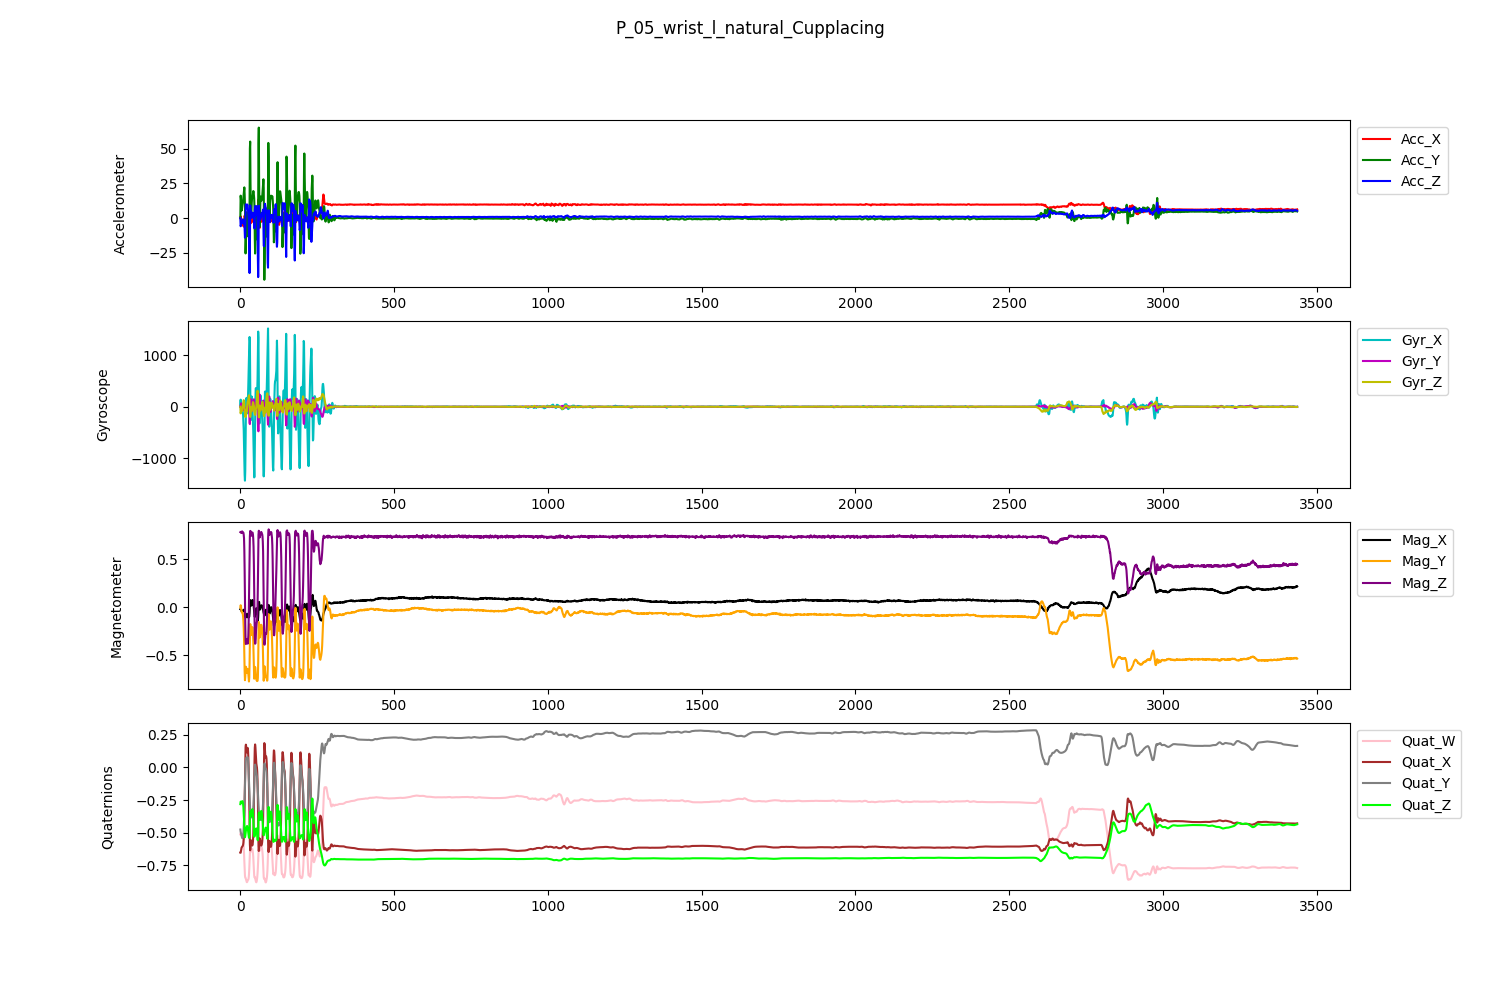 P_05_wrist_l_natural_Cupplacing
Accelerometer
50
25
0
−25
0 500 1000 1500 2000 2500 3000 3500
Acc_X
Acc_Y
Acc_Z
Gyroscope
1000
0
−1000
0 500 1000 1500 2000 2500 3000 3500
Gyr_X
Gyr_Y
Gyr_Z
Magnetometer
0.5
0.0
−0.5
0 500 1000 1500 2000 2500 3000 3500
Mag_X
Mag_Y
Mag_Z
Quaternions
0.25
0.00
−0.25
−0.50
−0.75
0 500 1000 1500 2000 2500 3000 3500
Quat_W
Quat_X
Quat_Y
Quat_Z